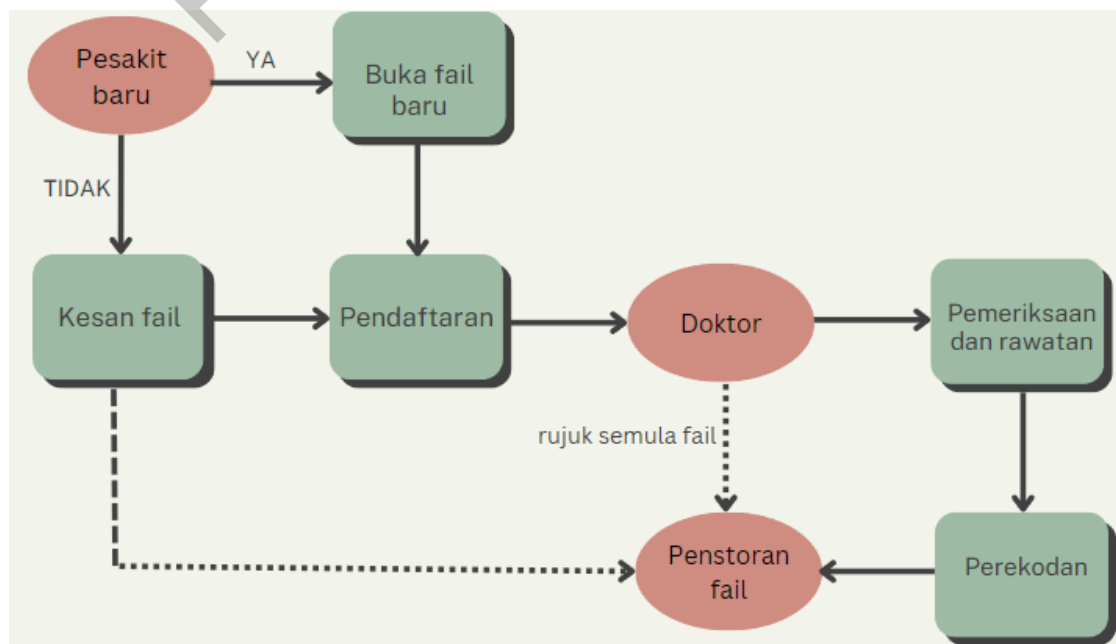 Pesakit
baru
YA
Buka fail
baru
TIDAK
Kesan fail
Pendaftaran
Doktor
Pemeriksaan
dan rawatan
rujuk semula fail
Penstoran
fail
Perekodan